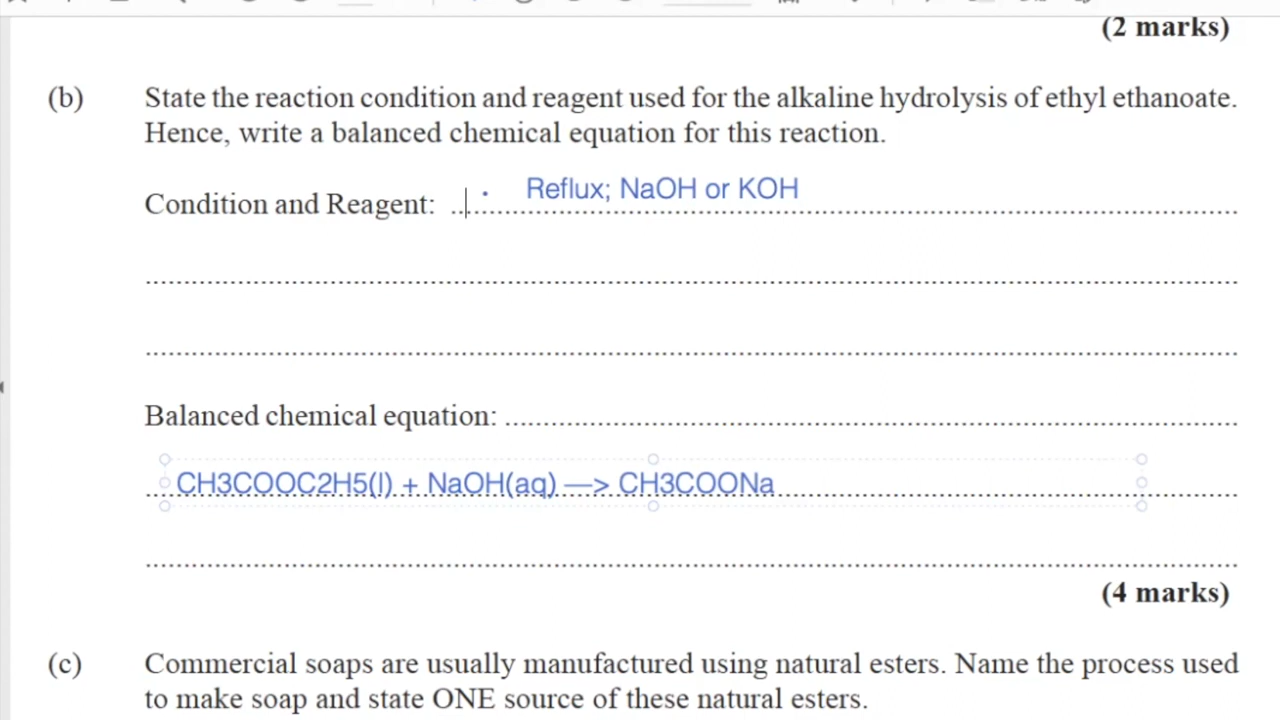 (2 marks)
(b) State the reaction condition and reagent used for the alkaline hydrolysis of ethyl ethanoate.
Hence, write a balanced chemical equation for this reaction.
Condition and Reagent: Reflux; NaOH or KOH
Balanced chemical equation:
CH3COOC2H5(l) + NaOH(aq) —> CH3COONa
(4 marks)
(c) Commercial soaps are usually manufactured using natural esters. Name the process used
to make soap and state ONE source of these natural esters.